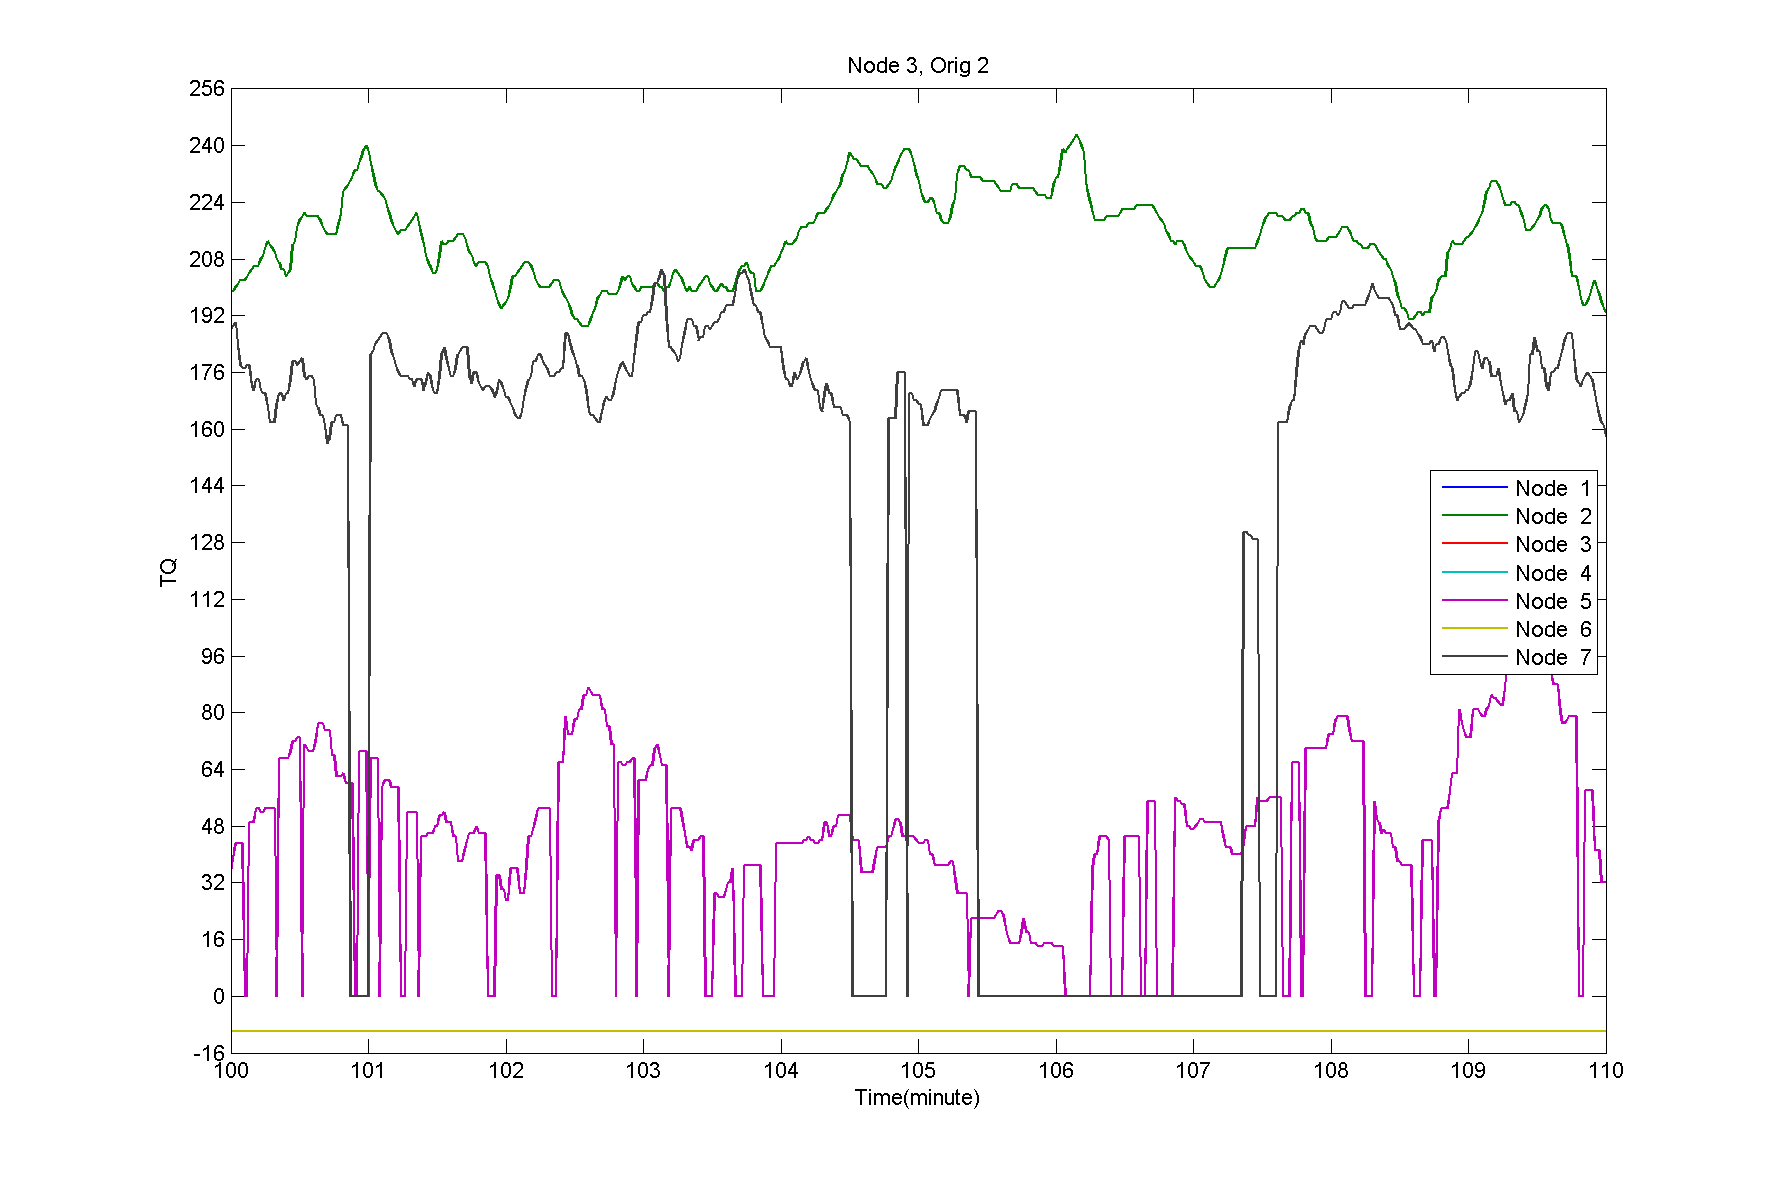 Node 3, Orig 2
256
240
224
208
192
176
160
144
128
112
96
80
64
48
32
16
0
-16
TQ
Node 1
Node 2
Node 3
Node 4
Node 5
Node 6
Node 7
100 101 102 103 104 105 106 107 108 109 110
Time(minute)